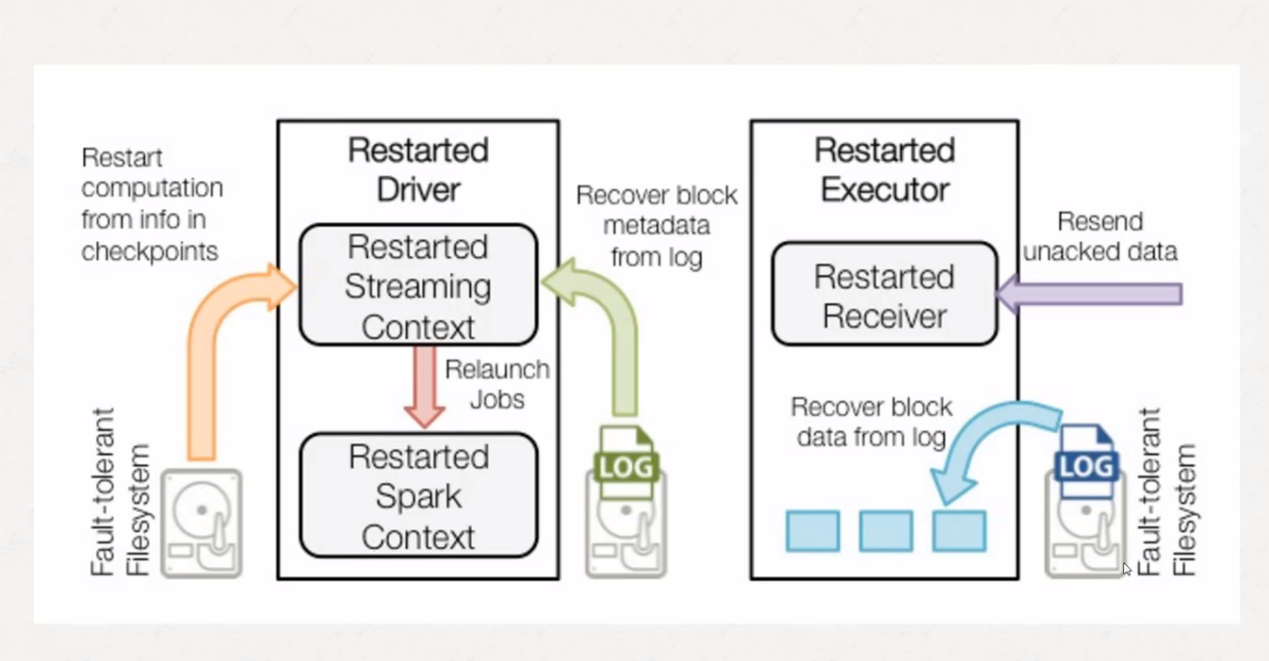 Restart
computation
from info in
checkpoints
Fault-tolerant
Filesystem
Restarted
Driver
Restarted
Streaming
Context
Relaunch
Jobs
Restarted
Spark
Context
Recover block
metadata
from log
LOG
Restarted
Executor
Restarted
Receiver
Resend
unacked data
Recover block
data from log
LOG
Fault-tolerant
Filesystem